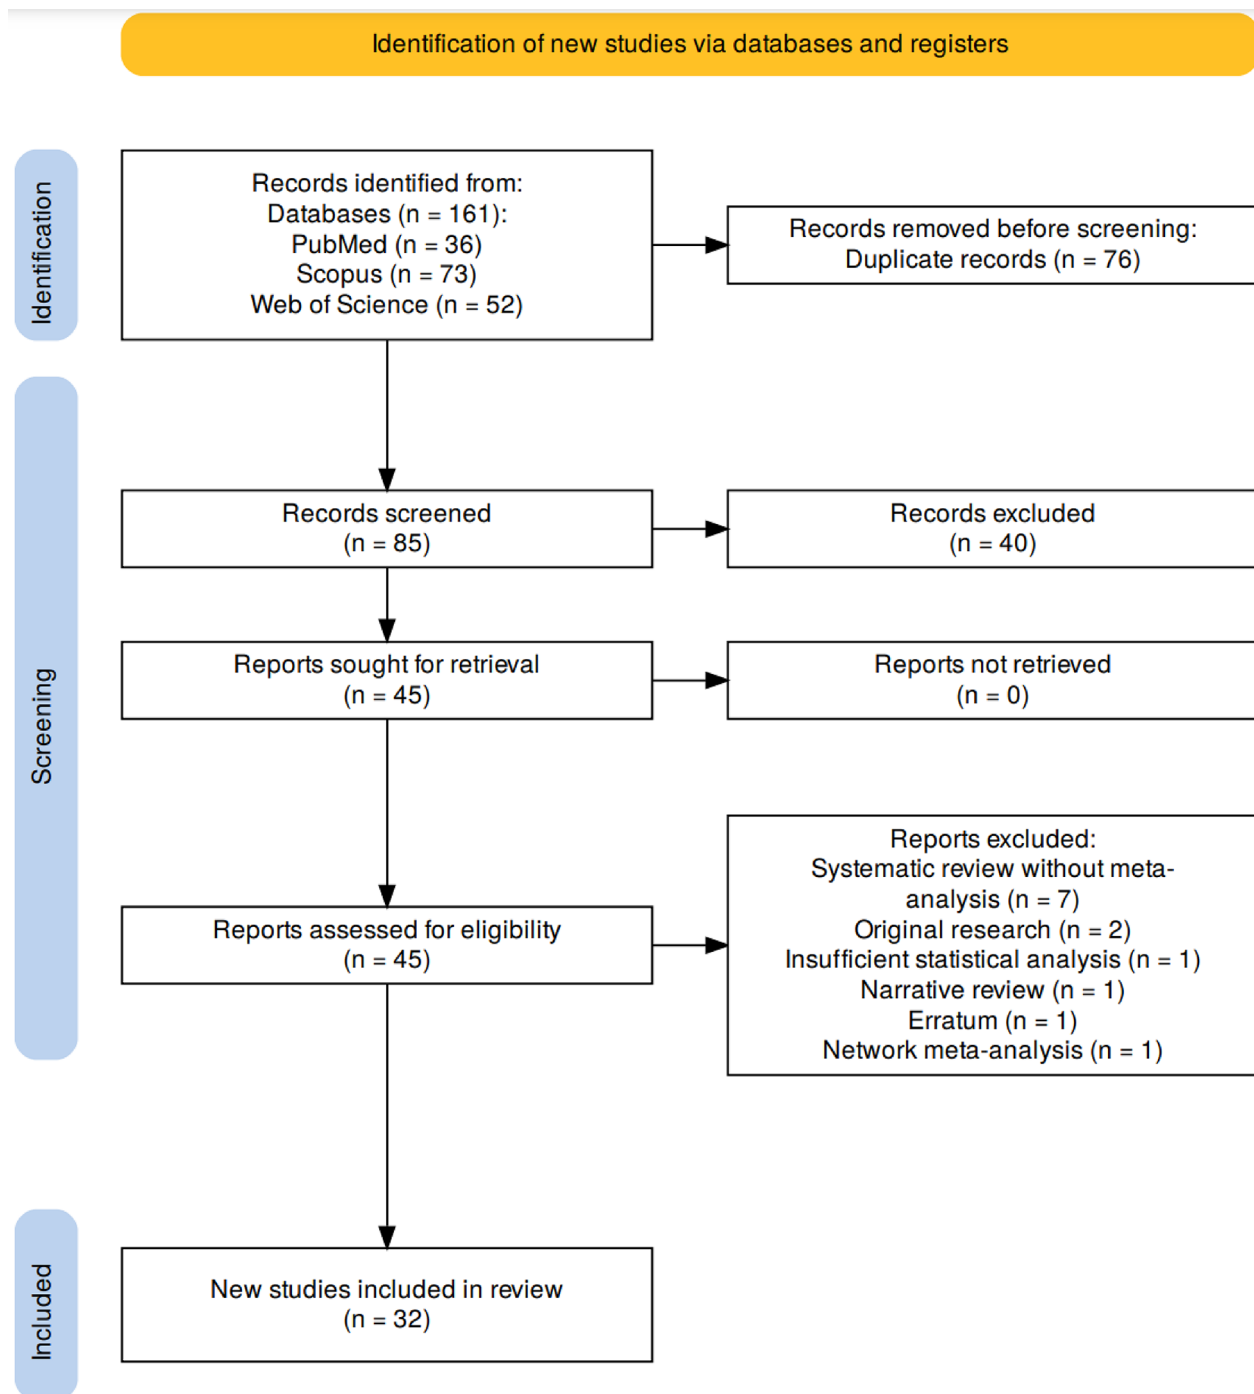 Identification of new studies via databases and registers
Identification
Records identified from:
Databases (n = 161):
PubMed (n = 36)
Scopus (n = 73)
Web of Science (n = 52)
Records removed before screening:
Duplicate records (n = 76)
Screening
Records screened
(n = 85)
Records excluded
(n = 40)
Reports sought for retrieval
(n = 45)
Reports not retrieved
(n = 0)
Reports assessed for eligibility
(n = 45)
Reports excluded:
Systematic review without meta-
analysis (n = 7)
Original research (n = 2)
Insufficient statistical analysis (n = 1)
Narrative review (n = 1)
Erratum (n = 1)
Network meta-analysis (n = 1)
Included
New studies included in review
(n = 32)